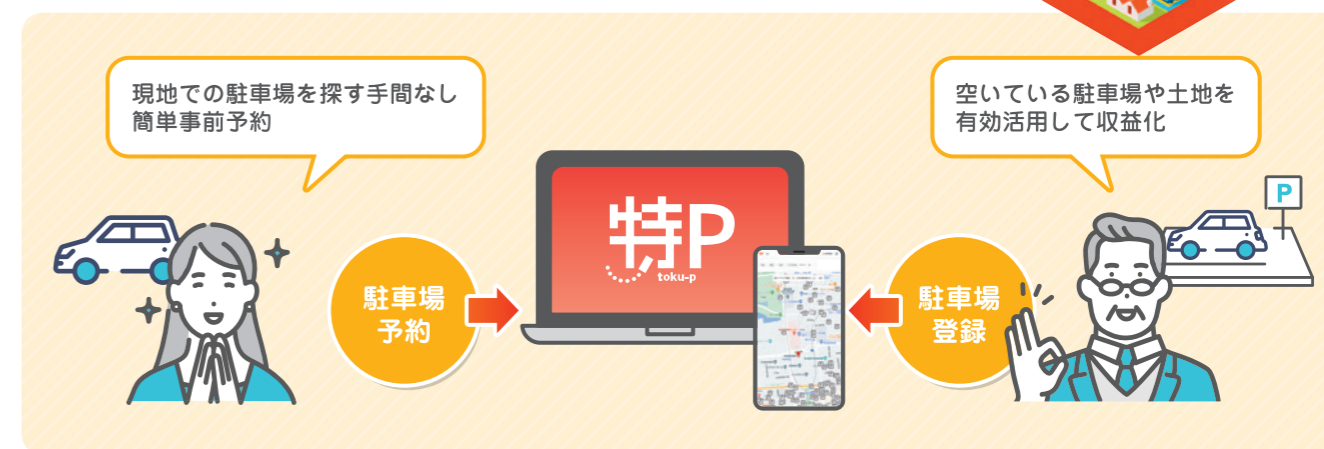 現地での駐車場を探す手間なし
簡単事前予約
空いている駐車場や土地を
有効活用して収益化
P
特P
toku-p
駐車場
予約
駐車場
登録